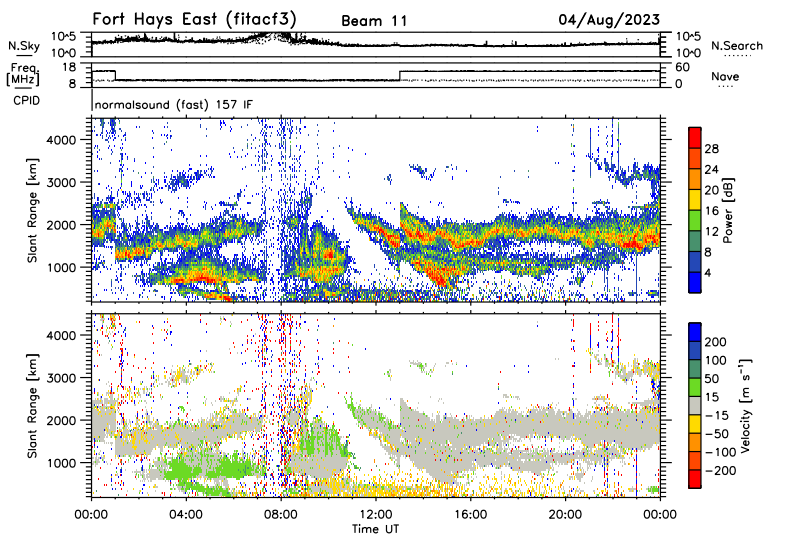 Fort Hays East (fitacf3) Beam 11 04/Aug/2023
N.Sky 10^5 10^0 10^5 10^0 N.Search
Freq. [MHz] 18 8 60 0 Nave
CPID normalsound (fast) 157 IF
Slant Range [km] 4000 3000 2000 1000
28 24 20 16 12 8 4 Power [dB]
Slant Range [km] 4000 3000 2000 1000
200 100 50 15 −15 −50 −100 −200 Velocity [m s⁻¹]
00:00 04:00 08:00 12:00 16:00 20:00 00:00
Time UT